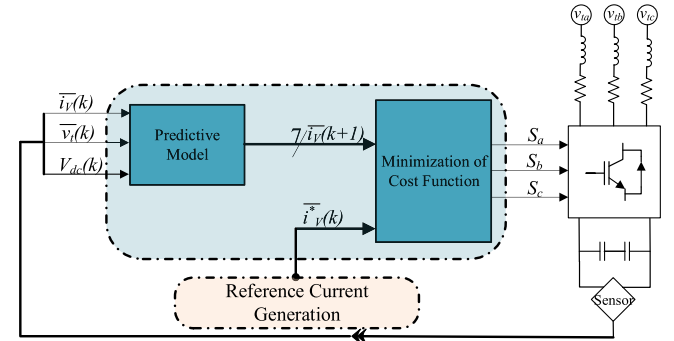 v_ta v_tb v_tc
i_V(k)
v_t(k)
V_dc(k)
Predictive
Model
7 i_V(k+1)
Minimization of
Cost Function
S_a
S_b
S_c
i*_V(k)
Reference Current
Generation
Sensor